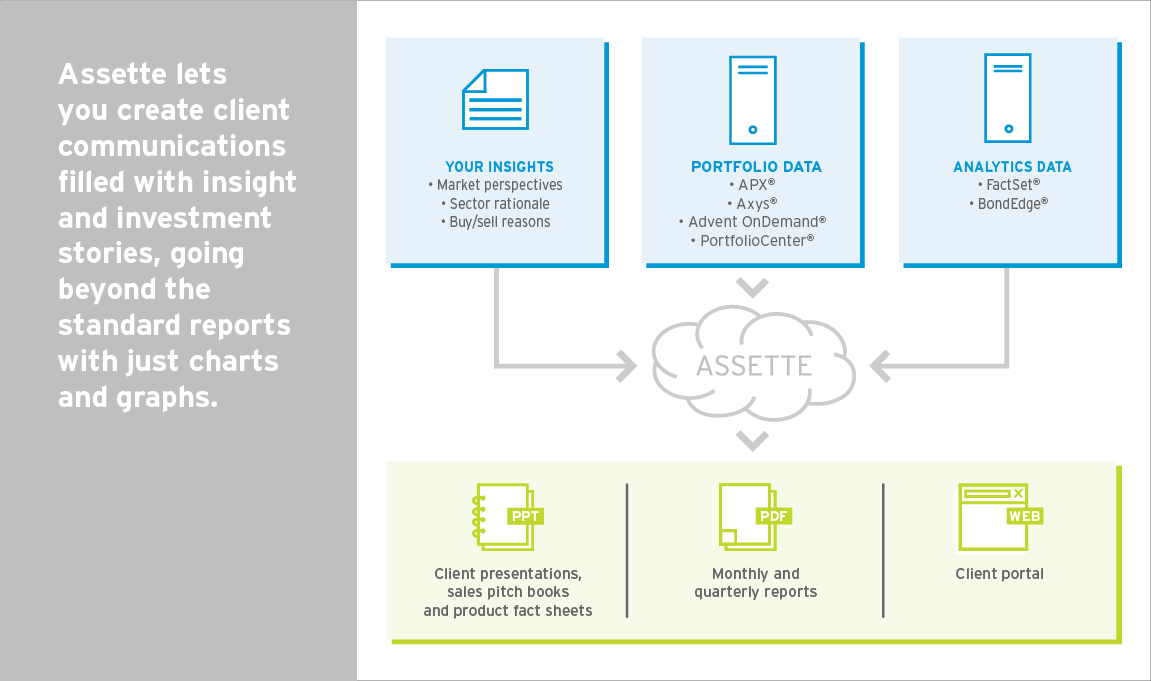 Assette lets
you create client
communications
filled with insight
and investment
stories, going
beyond the
standard reports
with just charts
and graphs.
YOUR INSIGHTS
• Market perspectives
• Sector rationale
• Buy/sell reasons
PORTFOLIO DATA
• APX®
• Axys®
• Advent OnDemand®
• PortfolioCenter®
ANALYTICS DATA
• FactSet®
• BondEdge®
ASSETTE
PPT
Client presentations,
sales pitch books
and product fact sheets
PDF
Monthly and
quarterly reports
X
WEB
Client portal